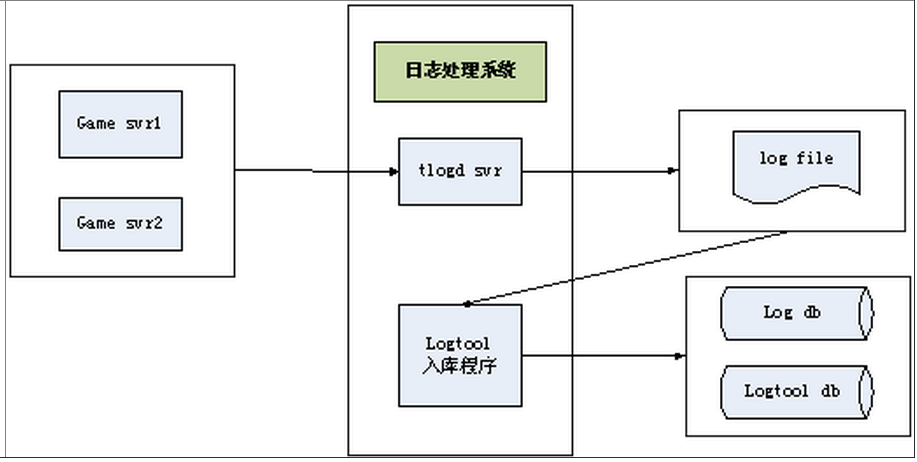 日志处理系统
Game svr1
Game svr2
tlogd svr
log file
Logtool
入库程序
Log db
Logtool db